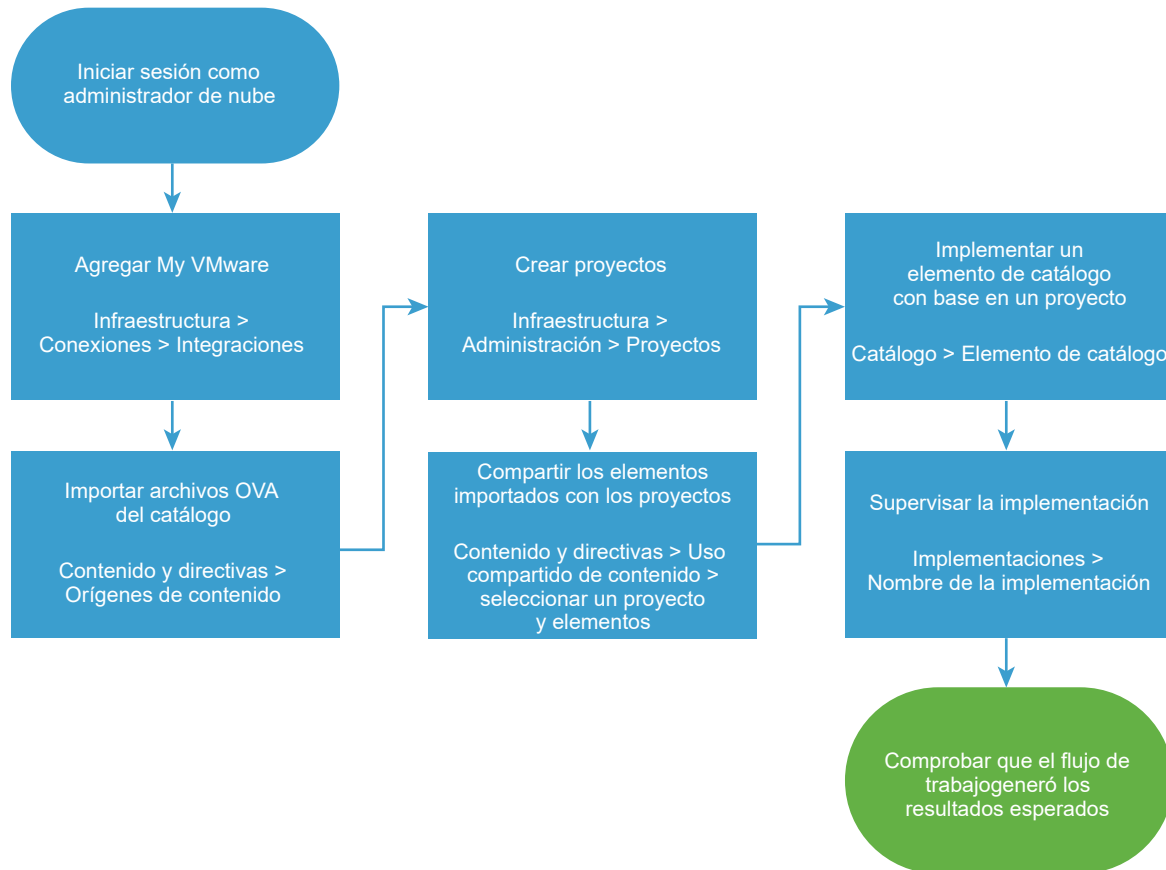 Iniciar sesión como
administrador de nube
Agregar My VMware
Infraestructura >
Conexiones > Integraciones
Importar archivos OVA
del catálogo
Contenido y directivas >
Orígenes de contenido
Crear proyectos
Infraestructura >
Administración > Proyectos
Compartir los elementos
importados con los proyectos
Contenido y directivas > Uso
compartido de contenido >
seleccionar un proyecto
y elementos
Implementar un
elemento de catálogo
con base en un proyecto
Catálogo > Elemento de catálogo
Supervisar la implementación
Implementaciones >
Nombre de la implementación
Comprobar que el flujo de
trabajogeneró los
resultados esperados